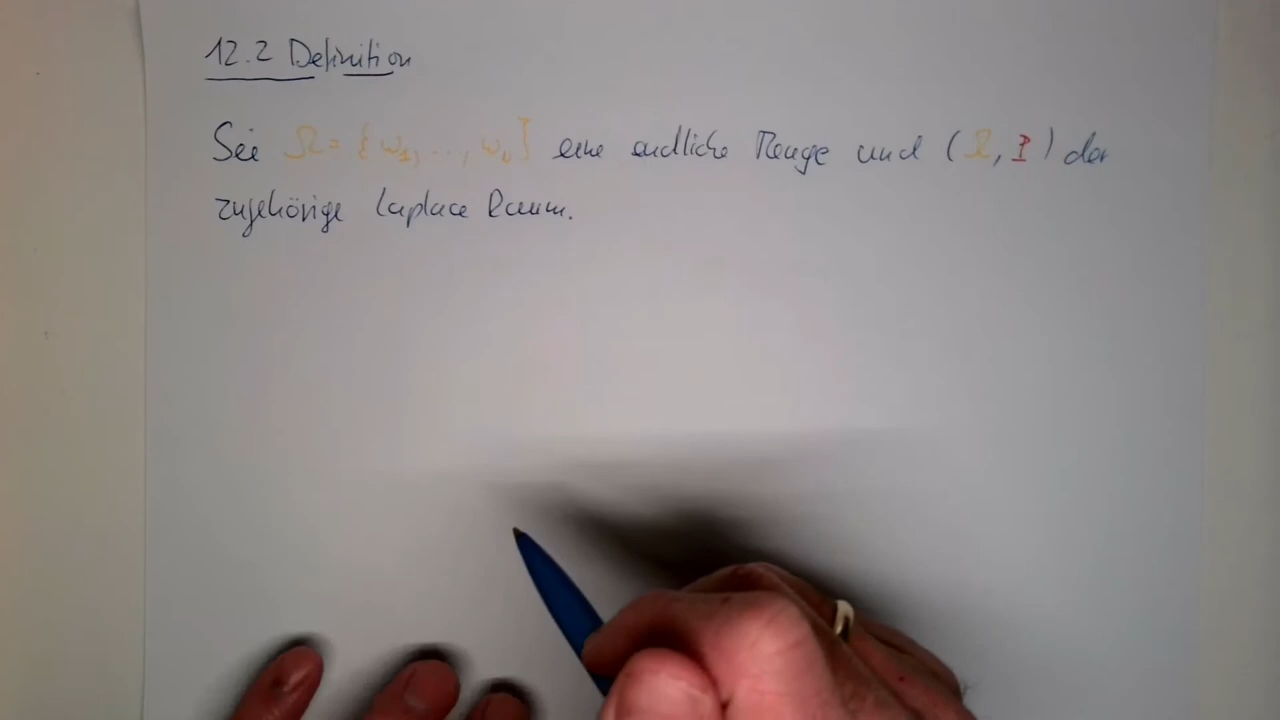 12.2 Definition
Sei Ω = {ω₁, ..., ωₙ} eine endliche Menge und (Ω, P) der
zugehörige Laplace Raum.